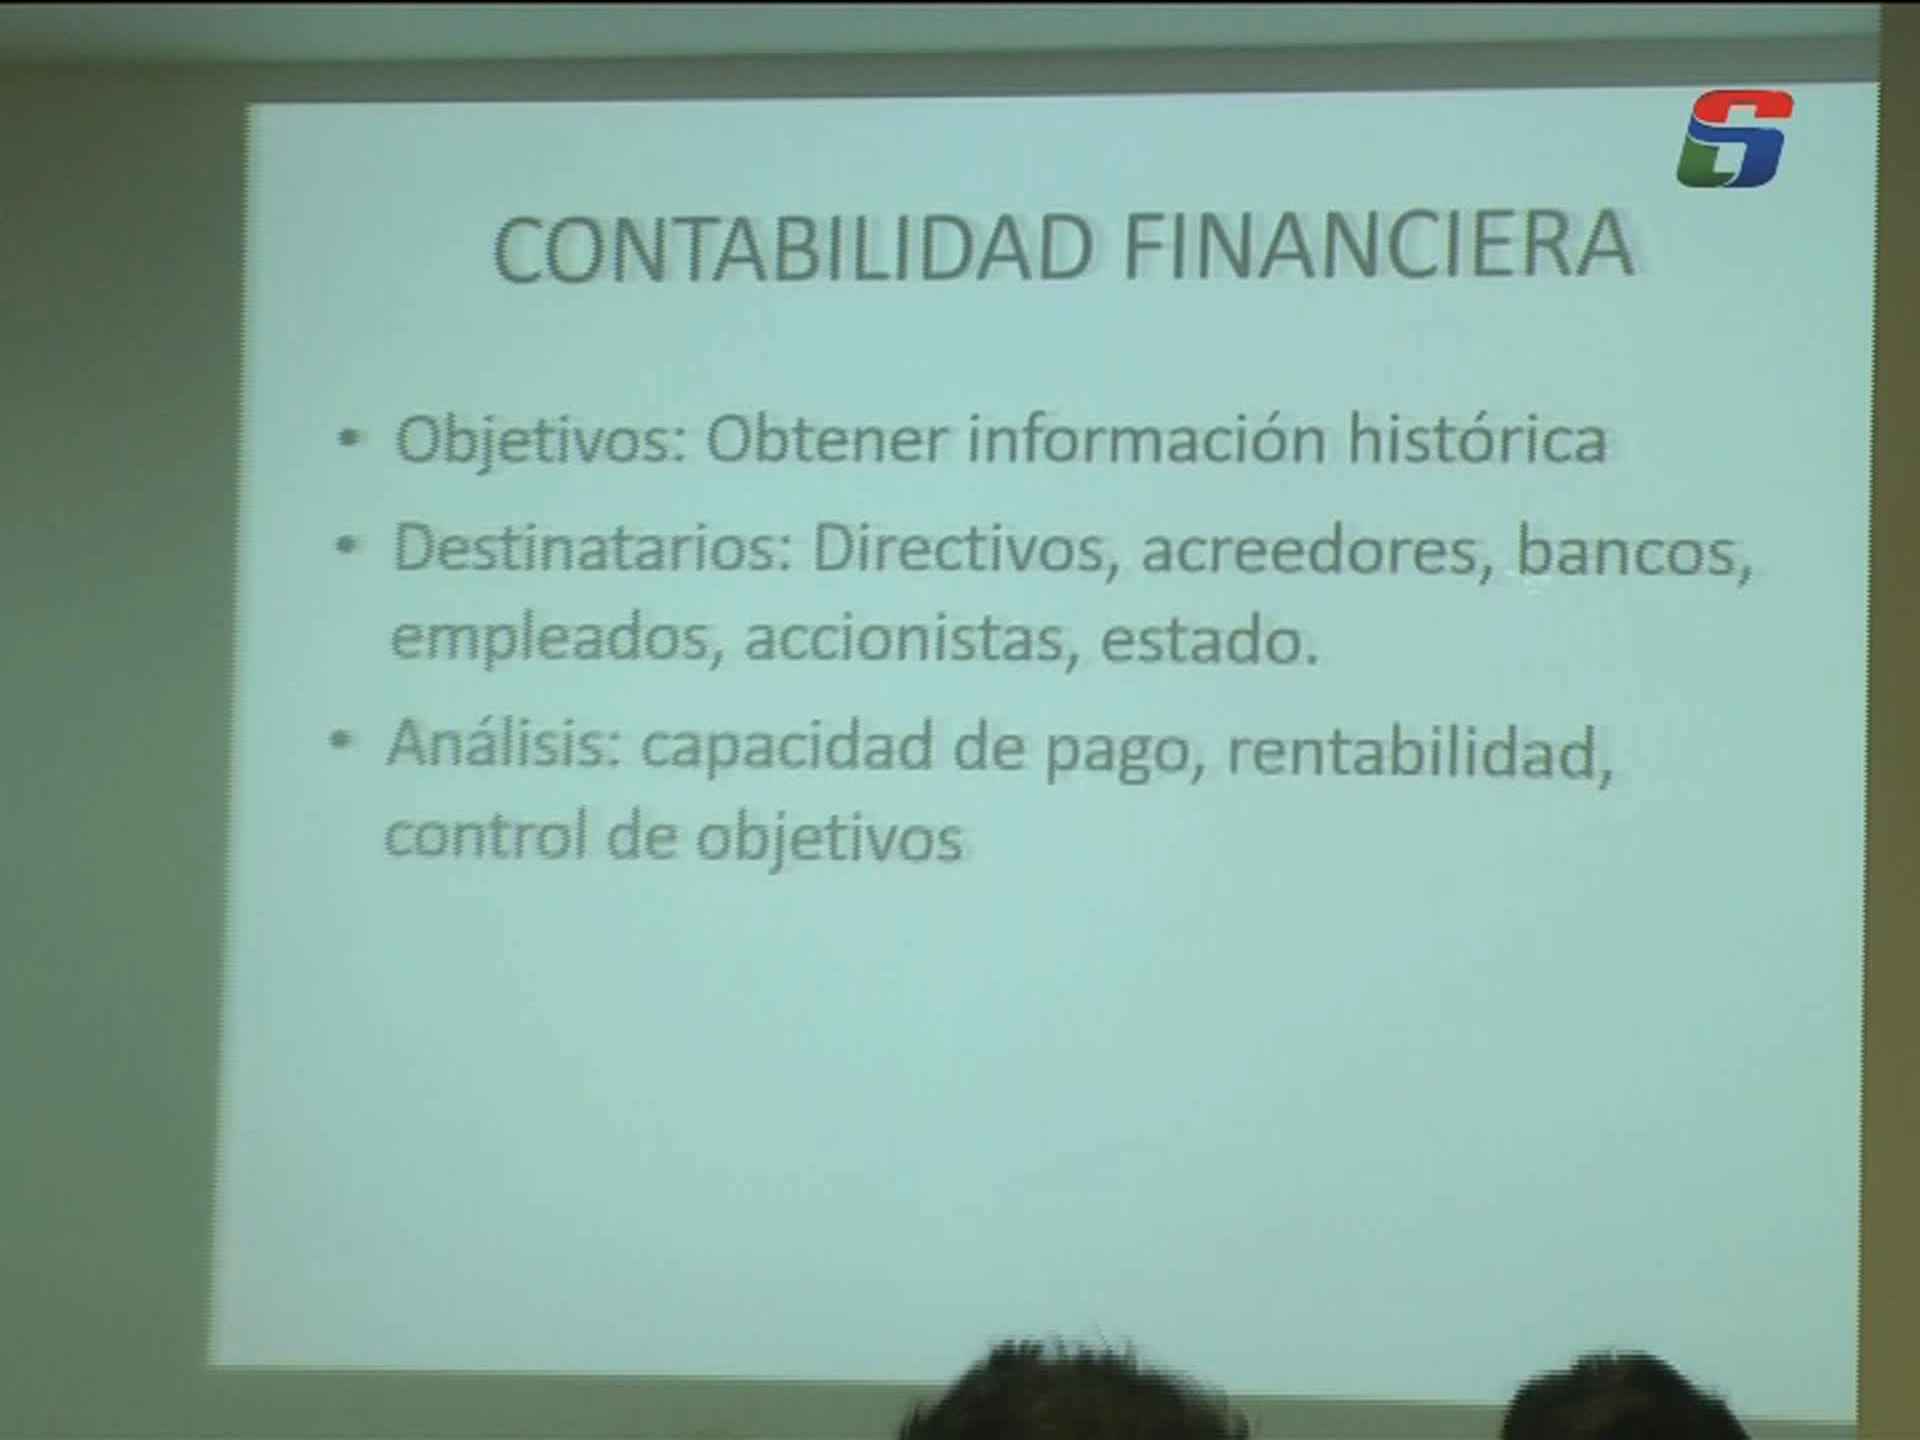 CONTABILIDAD FINANCIERA
• Objetivos: Obtener información histórica
• Destinatarios: Directivos, acreedores, bancos,
empleados, accionistas, estado.
• Análisis: capacidad de pago, rentabilidad,
control de objetivos